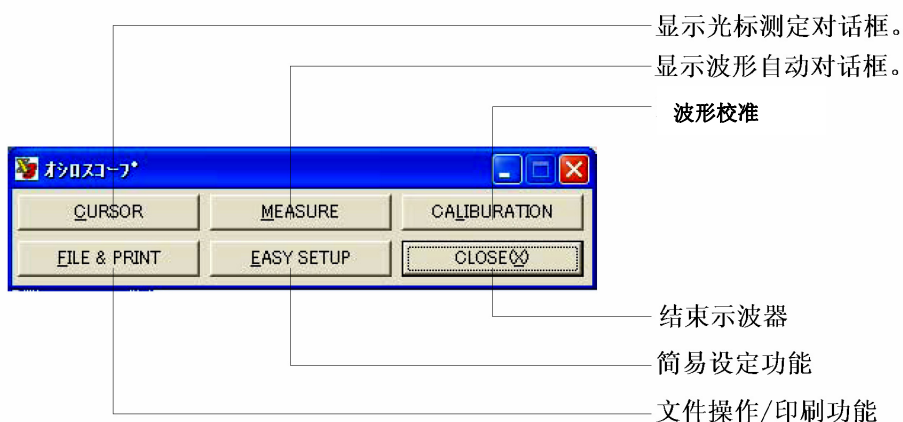 显示光标测定对话框。
显示波形自动对话框。
波形校准
オシロスコープ
CURSOR
MEASURE
CALIBURATION
FILE & PRINT
EASY SETUP
CLOSE(X)
结束示波器
简易设定功能
文件操作/印刷功能